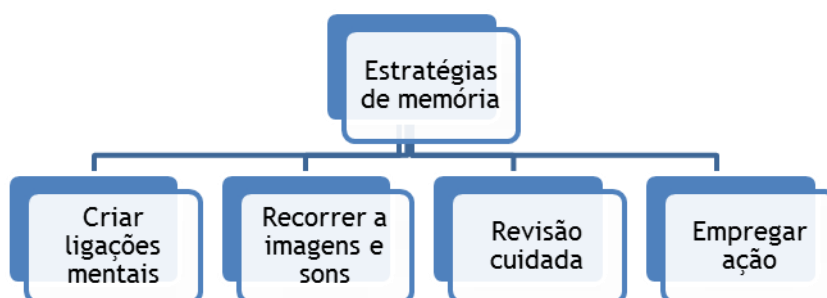 Estratégias
de memória
Criar
ligações
mentais
Recorrer a
imagens e
sons
Revisão
cuidada
Empregar
ação